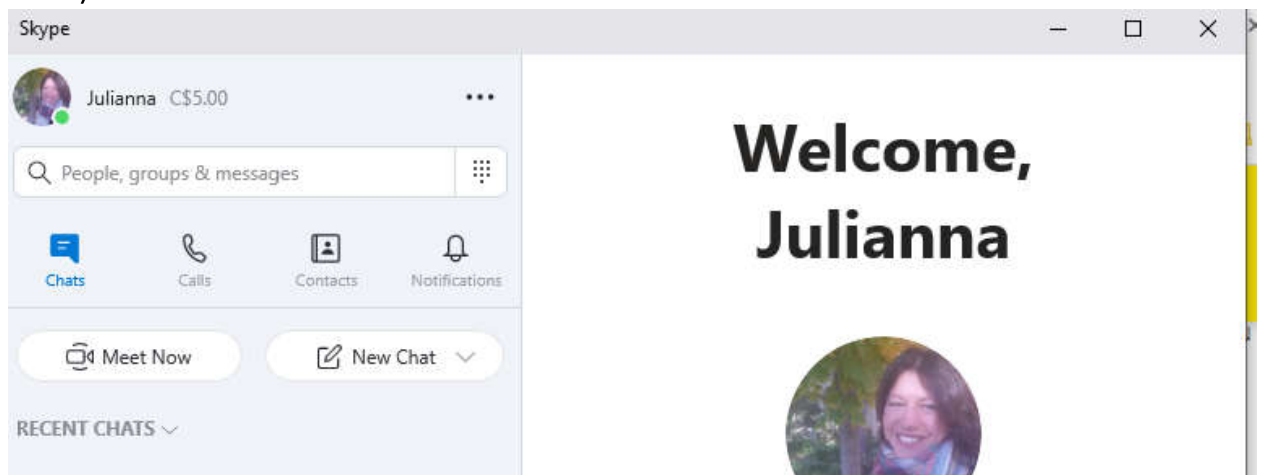 Skype
Julianna C$5.00
People, groups & messages
Chats Calls Contacts Notifications
Meet Now New Chat
RECENT CHATS
Welcome,
Julianna